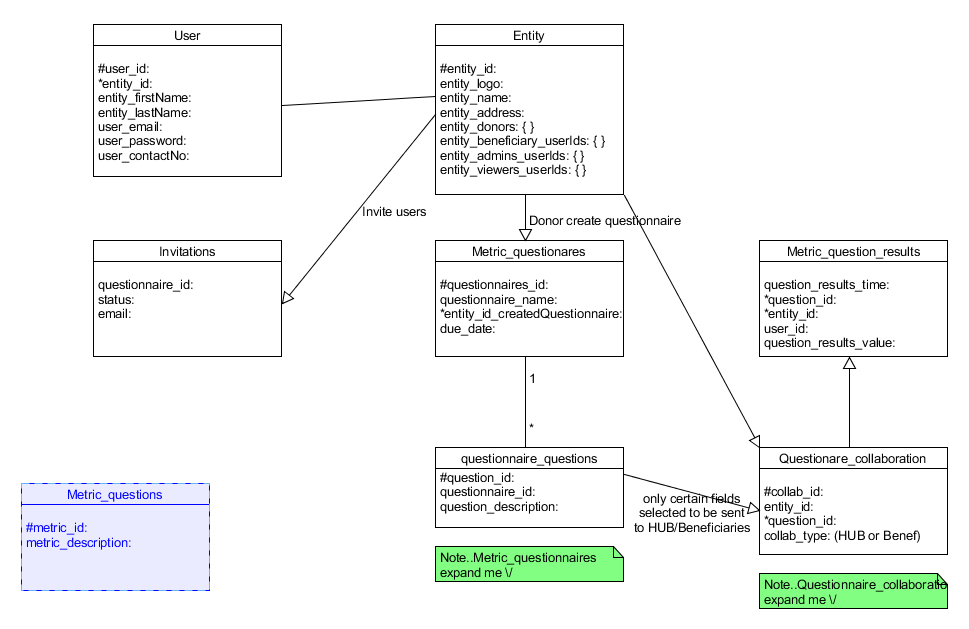 User
#user_id:
*entity_id:
entity_firstName:
entity_lastName:
user_email:
user_password:
user_contactNo:
Entity
#entity_id:
entity_logo:
entity_name:
entity_address:
entity_donors: { }
entity_beneficiary_userIds: { }
entity_admins_userIds: { }
entity_viewers_userIds: { }
Invite users
Donor create questionnaire
Invitations
questionnaire_id:
status:
email:
Metric_questionares
#questionnaires_id:
questionnaire_name:
*entity_id_createdQuestionnaire:
due_date:
Metric_question_results
question_results_time:
*question_id:
*entity_id:
user_id:
question_results_value:
1
*
questionnaire_questions
#question_id:
questionnaire_id:
question_description:
only certain fields
selected to be sent
to HUB/Beneficiaries
Questionare_collaboration
#collab_id:
entity_id:
*question_id:
collab_type: (HUB or Benef)
Metric_questions
#metric_id:
metric_description:
Note..Metric_questionnaires
expand me \/
Note..Questionnaire_collaboratio
expand me \/